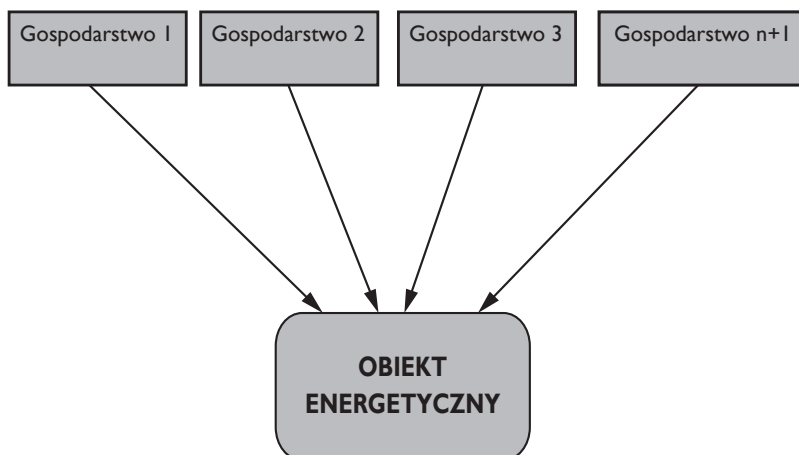 Gospodarstwo 1
Gospodarstwo 2
Gospodarstwo 3
Gospodarstwo n+1
OBIEKT
ENERGETYCZNY